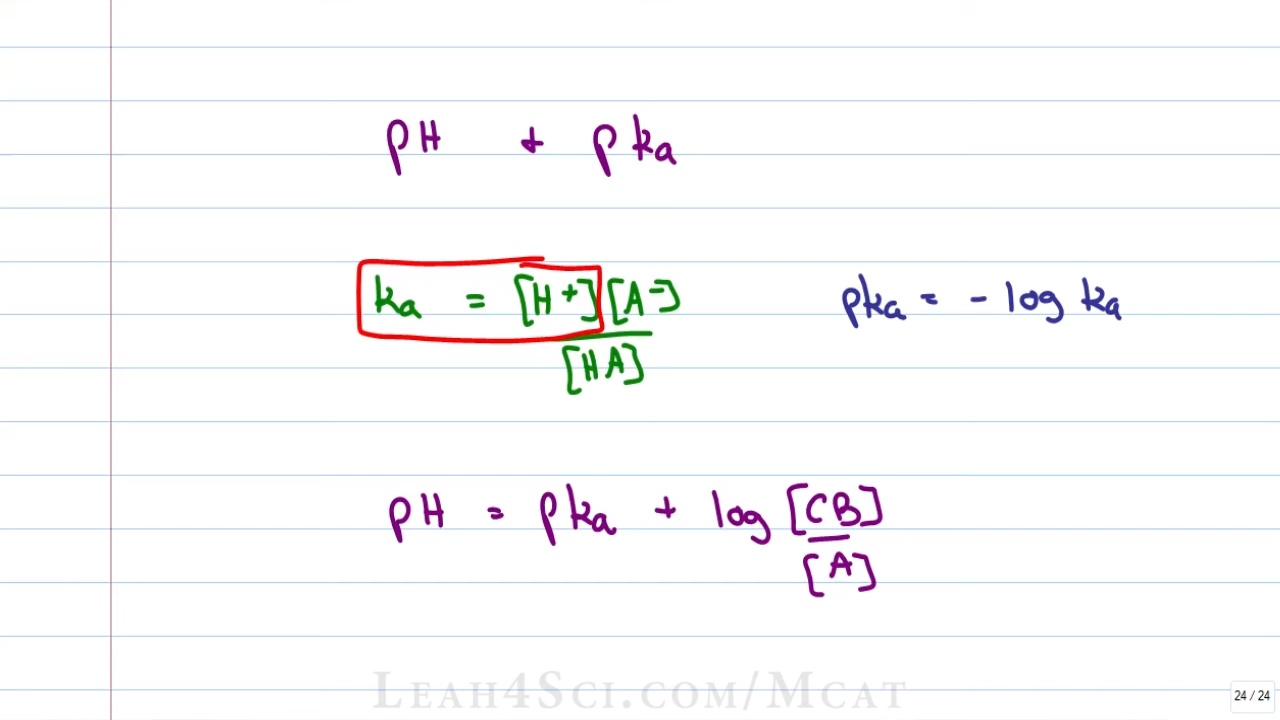 pH + pka
ka = [H+][A-]
[HA]
pka = - log ka
pH = pka + log [CB]
[A]
LEAH4SCI.COM/MCAT
24 / 24